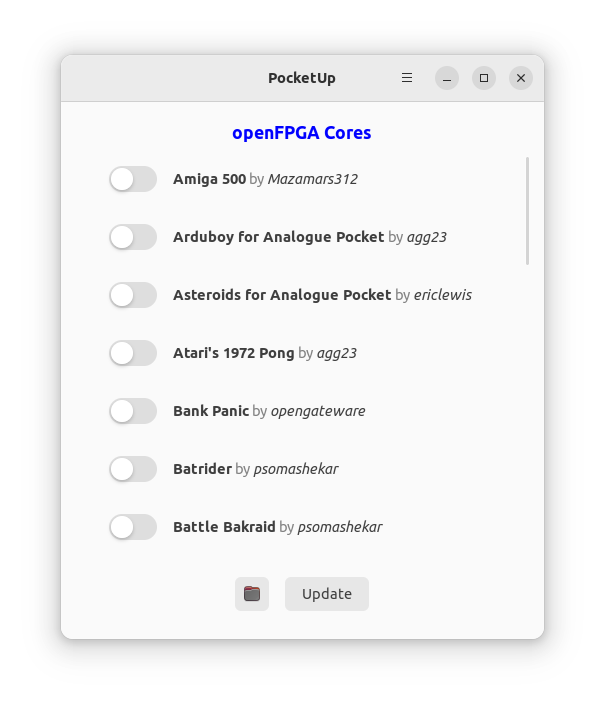 PocketUp
openFPGA Cores
Amiga 500 by Mazamars312
Arduboy for Analogue Pocket by agg23
Asteroids for Analogue Pocket by ericlewis
Atari's 1972 Pong by agg23
Bank Panic by opengateware
Batrider by psomashekar
Battle Bakraid by psomashekar
Update